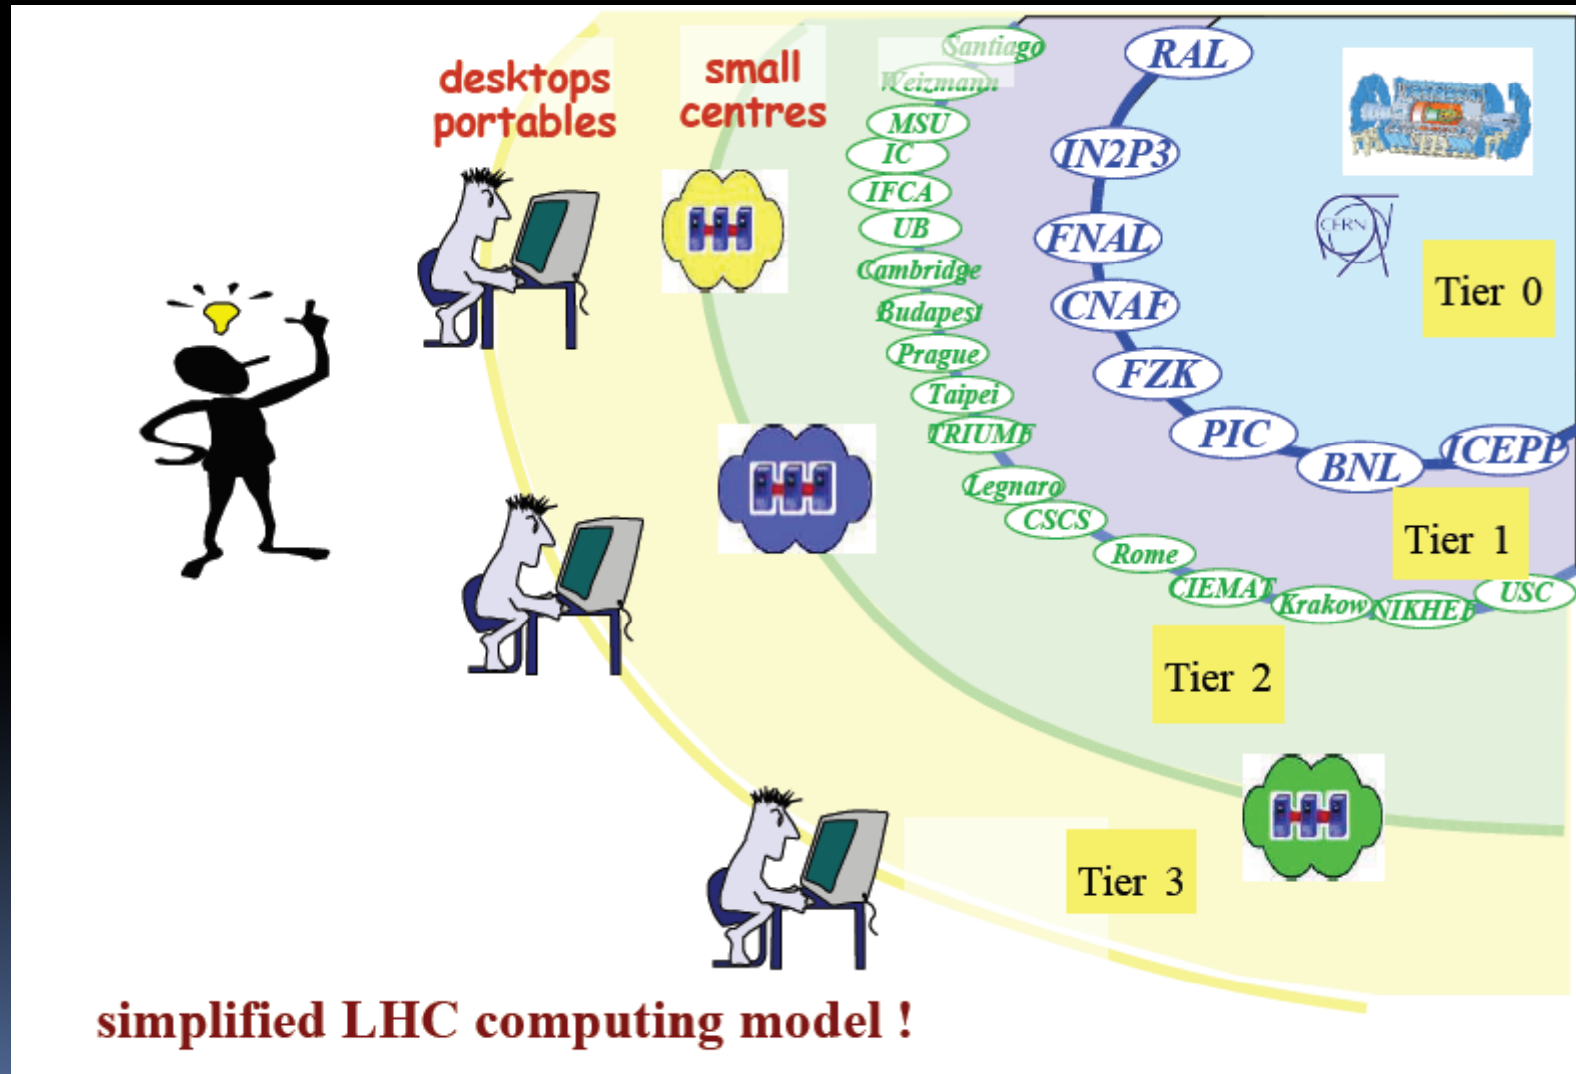 desktops
portables
small
centres
Santiago
Weizmann
MSU
IC
IFCA
UB
Cambridge
Budapest
Prague
Taipei
TRIUMF
Legnaro
CSCS
Rome
CIEMAT
Krakow
NIKHEF
USC
RAL
IN2P3
FNAL
CNAF
FZK
PIC
BNL
ICEPP
CERN
Tier 0
Tier 1
Tier 2
Tier 3
simplified LHC computing model !